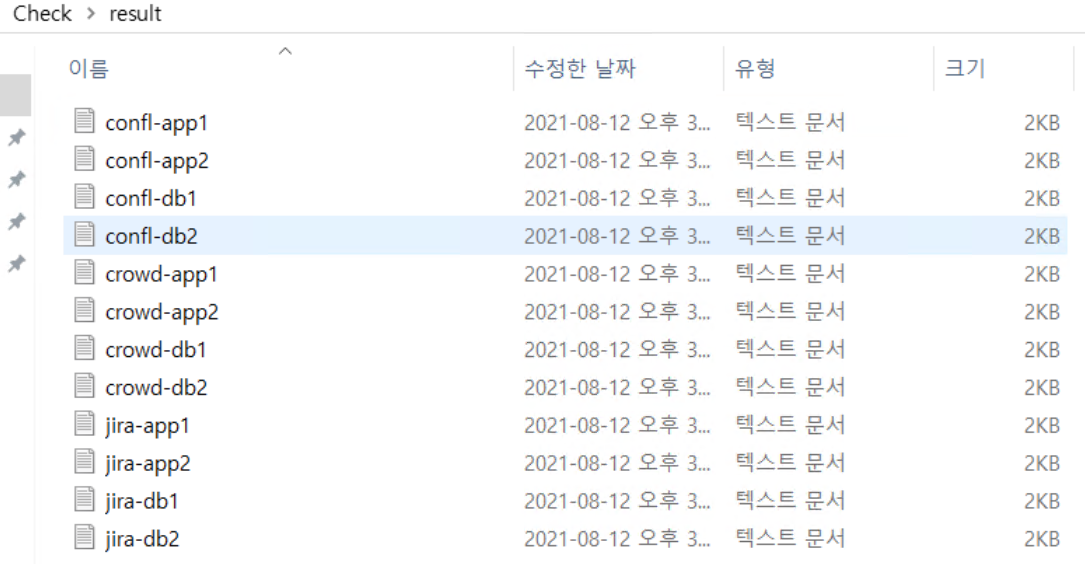 Check > result
이름 수정한 날짜 유형 크기
confl-app1 2021-08-12 오후 3... 텍스트 문서 2KB
confl-app2 2021-08-12 오후 3... 텍스트 문서 2KB
confl-db1 2021-08-12 오후 3... 텍스트 문서 2KB
confl-db2 2021-08-12 오후 3... 텍스트 문서 2KB
crowd-app1 2021-08-12 오후 3... 텍스트 문서 2KB
crowd-app2 2021-08-12 오후 3... 텍스트 문서 2KB
crowd-db1 2021-08-12 오후 3... 텍스트 문서 2KB
crowd-db2 2021-08-12 오후 3... 텍스트 문서 2KB
jira-app1 2021-08-12 오후 3... 텍스트 문서 2KB
jira-app2 2021-08-12 오후 3... 텍스트 문서 2KB
jira-db1 2021-08-12 오후 3... 텍스트 문서 2KB
jira-db2 2021-08-12 오후 3... 텍스트 문서 2KB